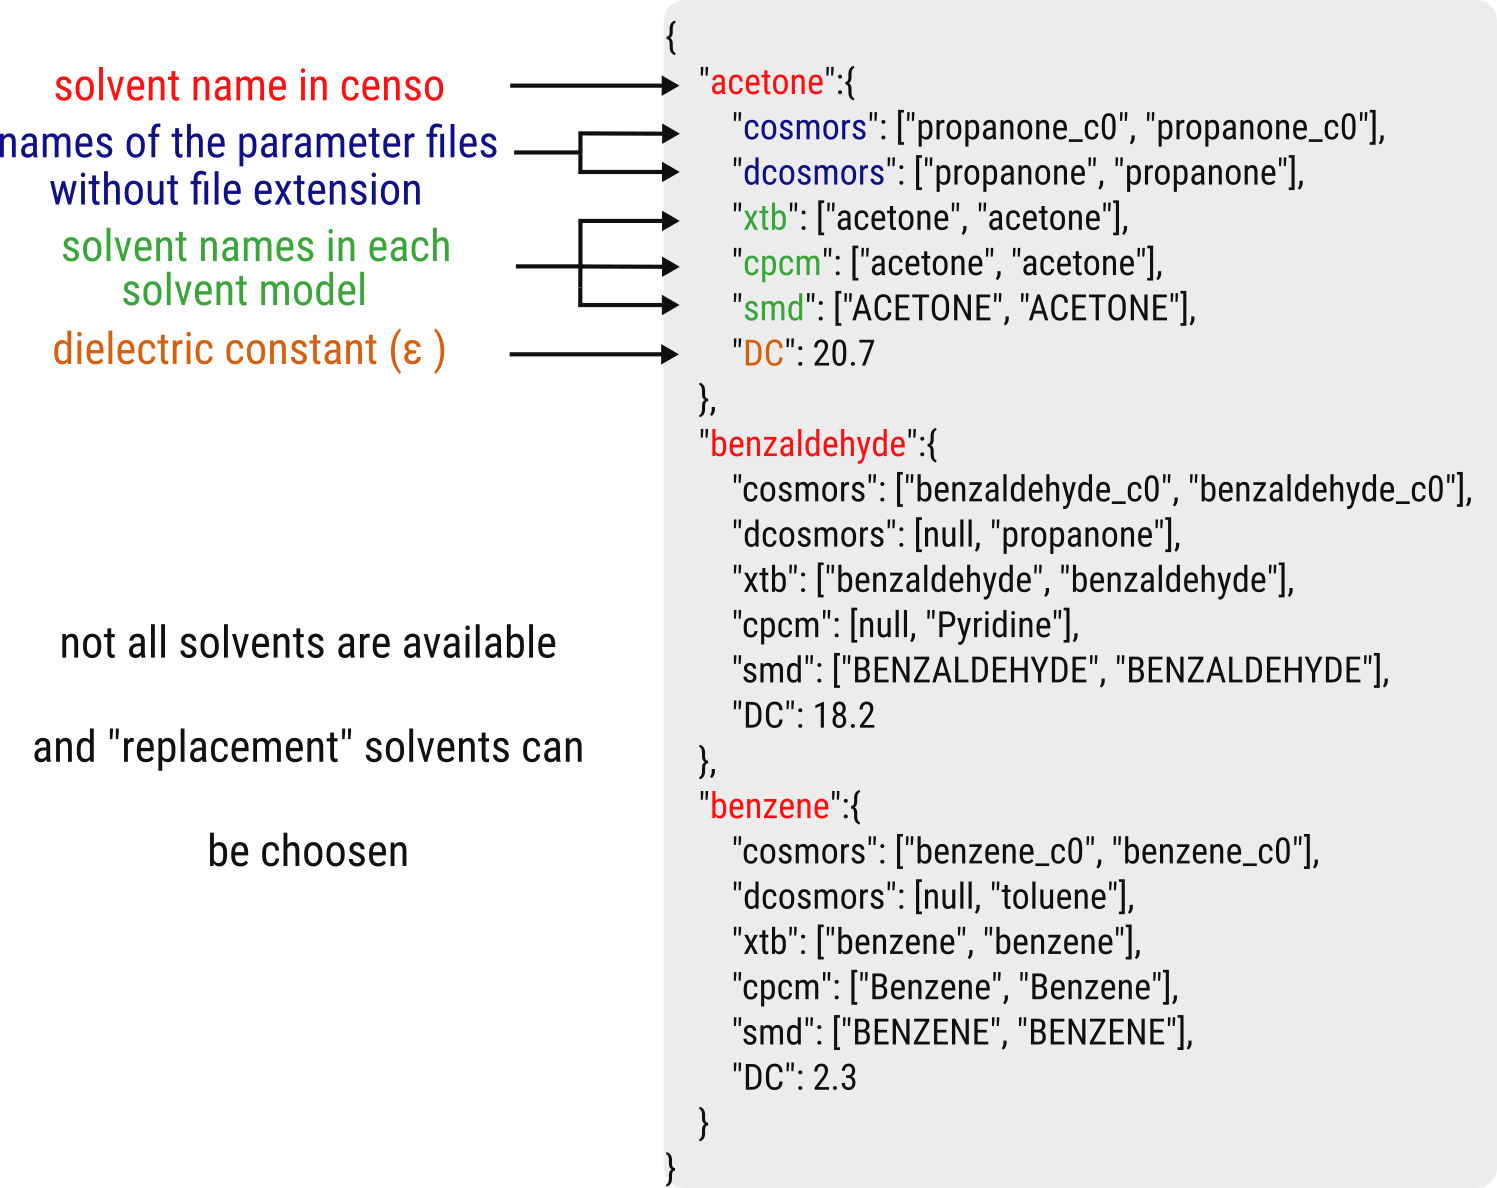 solvent name in censo
names of the parameter files
without file extension
solvent names in each
solvent model
dielectric constant (ε )
not all solvents are available
and "replacement" solvents can
be choosen
{
"acetone":{
"cosmors": ["propanone_c0", "propanone_c0"],
"dcosmors": ["propanone", "propanone"],
"xtb": ["acetone", "acetone"],
"cpcm": ["acetone", "acetone"],
"smd": ["ACETONE", "ACETONE"],
"DC": 20.7
},
"benzaldehyde":{
"cosmors": ["benzaldehyde_c0", "benzaldehyde_c0"],
"dcosmors": [null, "propanone"],
"xtb": ["benzaldehyde", "benzaldehyde"],
"cpcm": [null, "Pyridine"],
"smd": ["BENZALDEHYDE", "BENZALDEHYDE"],
"DC": 18.2
},
"benzene":{
"cosmors": ["benzene_c0", "benzene_c0"],
"dcosmors": [null, "toluene"],
"xtb": ["benzene", "benzene"],
"cpcm": ["Benzene", "Benzene"],
"smd": ["BENZENE", "BENZENE"],
"DC": 2.3
}
}